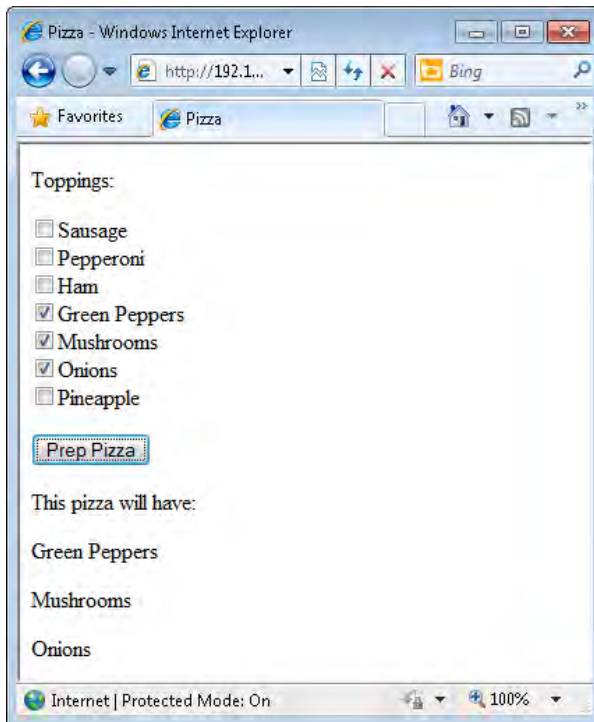 Pizza - Windows Internet Explorer
http://192.1...
Bing
Favorites
Pizza
Toppings:
Sausage
Pepperoni
Ham
Green Peppers
Mushrooms
Onions
Pineapple
Prep Pizza
This pizza will have:
Green Peppers
Mushrooms
Onions
Internet | Protected Mode: On
100%